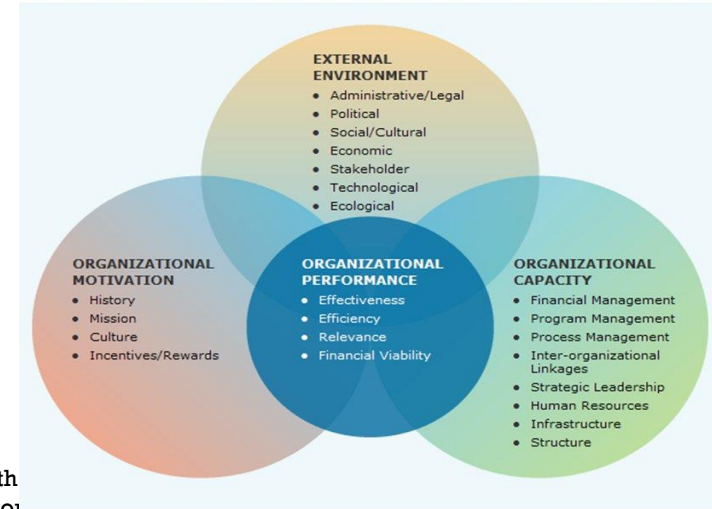 EXTERNAL
ENVIRONMENT
• Administrative/Legal
• Political
• Social/Cultural
• Economic
• Stakeholder
• Technological
• Ecological
ORGANIZATIONAL
MOTIVATION
• History
• Mission
• Culture
• Incentives/Rewards
ORGANIZATIONAL
PERFORMANCE
• Effectiveness
• Efficiency
• Relevance
• Financial Viability
ORGANIZATIONAL
CAPACITY
• Financial Management
• Program Management
• Process Management
• Inter-organizational
Linkages
• Strategic Leadership
• Human Resources
• Infrastructure
• Structure
th